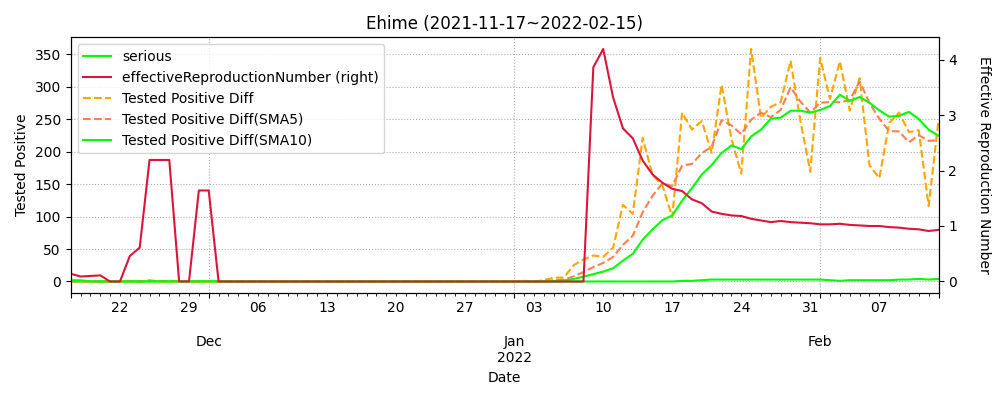 Ehime (2021-11-17~2022-02-15)
serious
effectiveReproductionNumber (right)
Tested Positive Diff
Tested Positive Diff(SMA5)
Tested Positive Diff(SMA10)
350
300
250
200
150
100
50
0
Tested Positive
4
3
2
1
0
Effective Reproduction Number
22 29 06 13 20 27 03 10 17 24 31 07
Dec Jan Feb
2022
Date